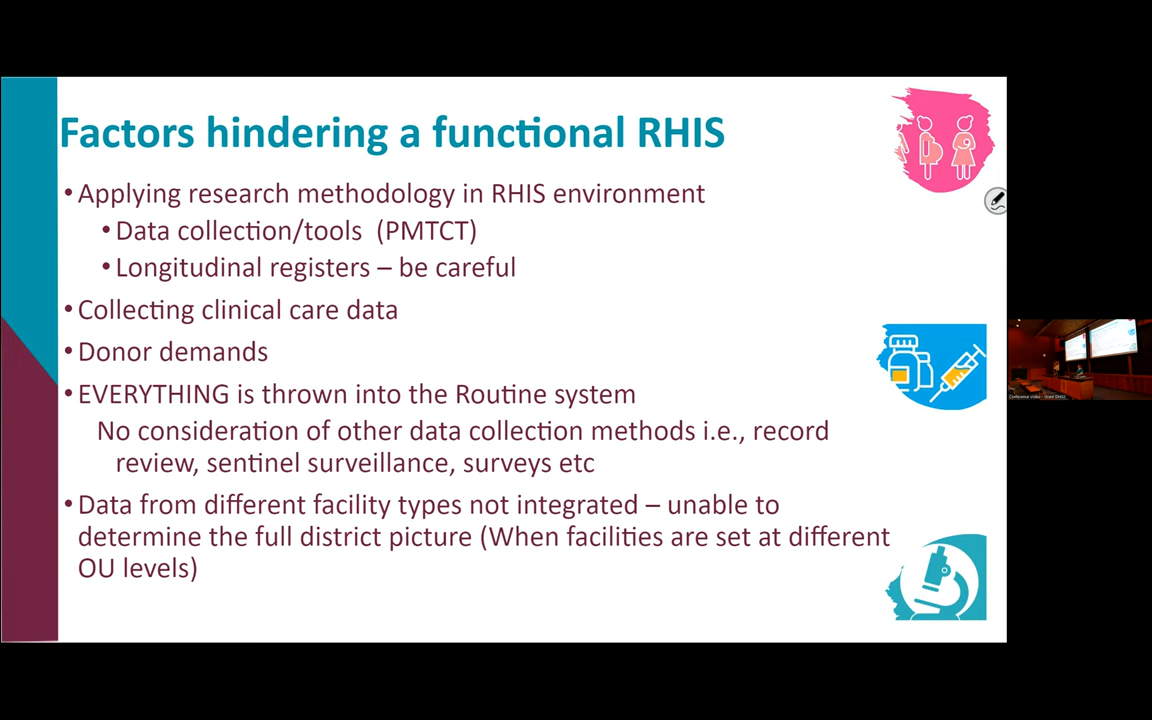 Factors hindering a functional RHIS
• Applying research methodology in RHIS environment
• Data collection/tools (PMTCT)
• Longitudinal registers – be careful
• Collecting clinical care data
• Donor demands
• EVERYTHING is thrown into the Routine system
No consideration of other data collection methods i.e., record
review, sentinel surveillance, surveys etc
• Data from different facility types not integrated – unable to
determine the full district picture (When facilities are set at different
OU levels)